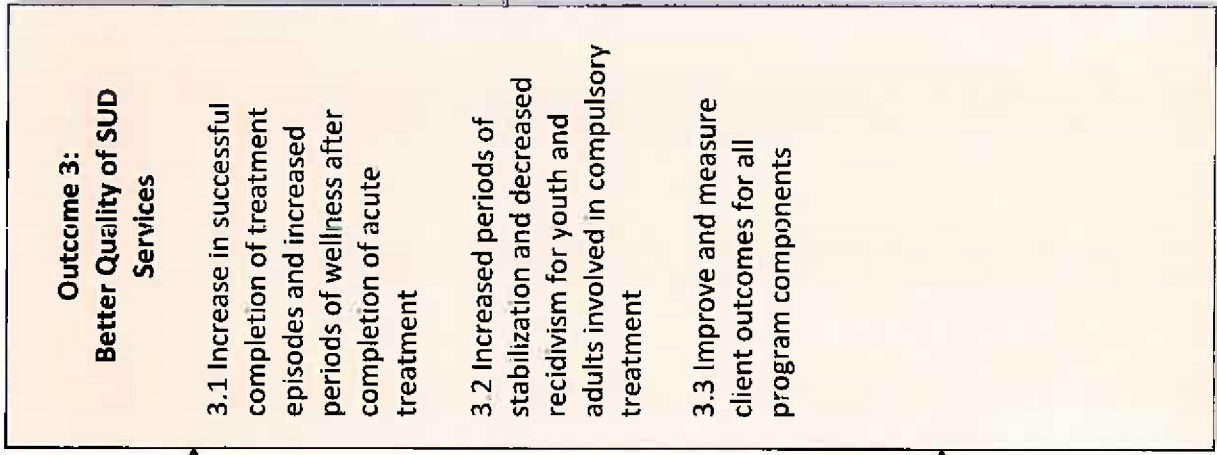 Outcome 3:
Better Quality of SUD
Services
3.1 Increase in successful
completion of treatment
episodes and increased
periods of wellness after
completion of acute
treatment
3.2 Increased periods of
stabilization and decreased
recidivism for youth and
adults involved in compulsory
treatment
3.3 Improve and measure
client outcomes for all
program components